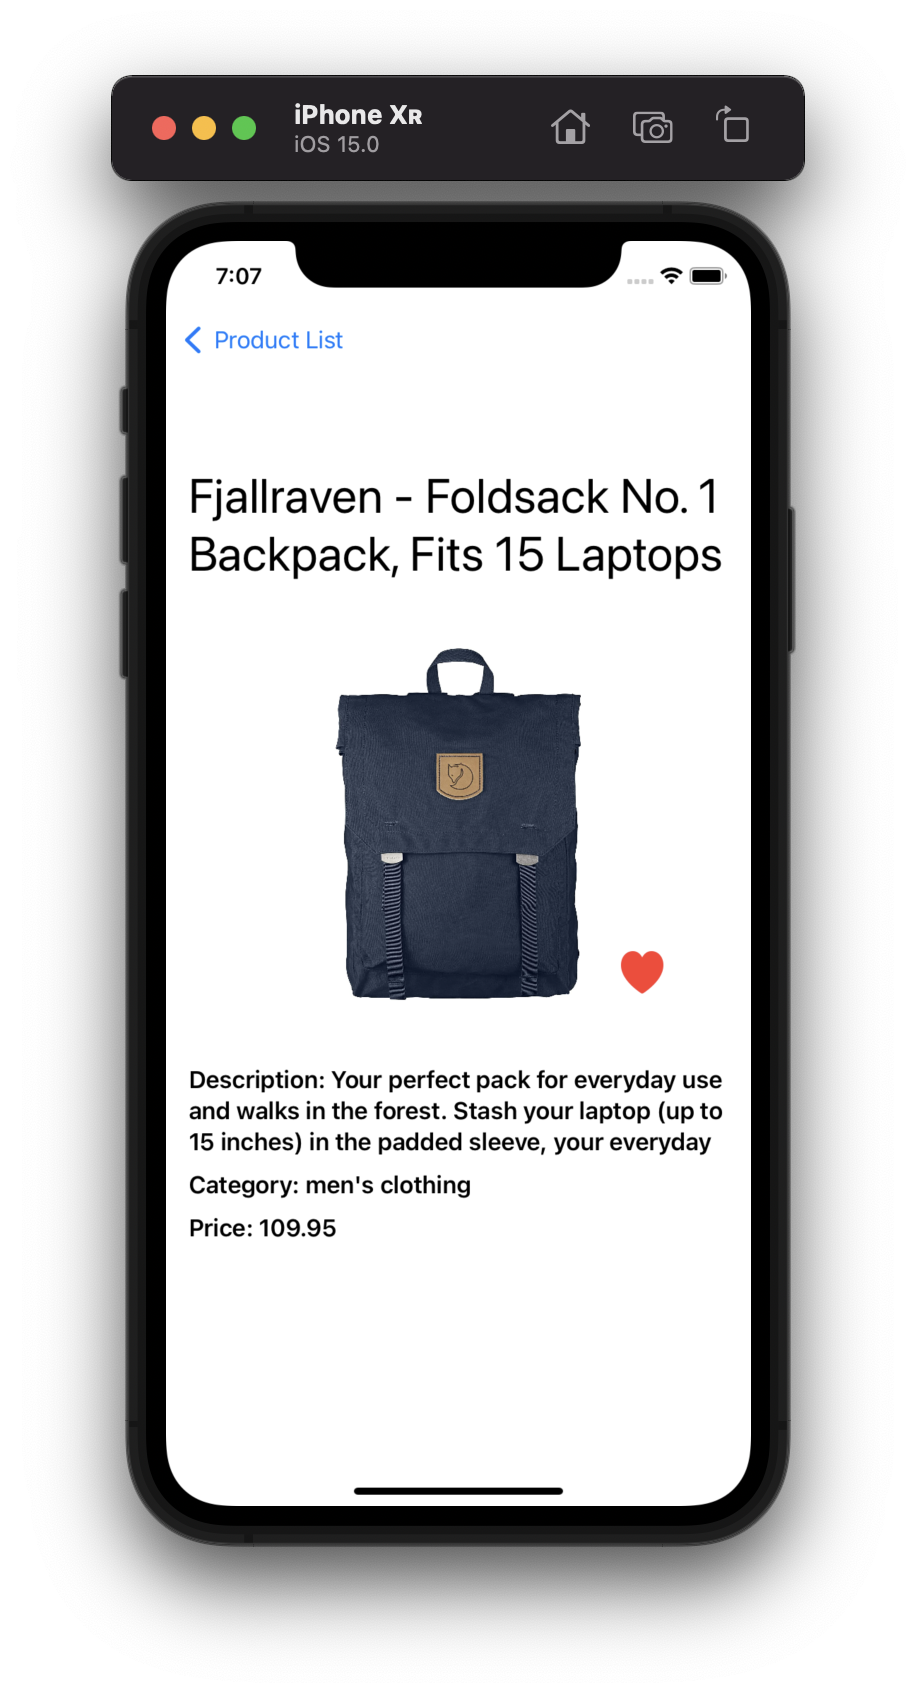 iPhone XR
iOS 15.0
7:07
Product List
Fjallraven - Foldsack No. 1
Backpack, Fits 15 Laptops
Description: Your perfect pack for everyday use
and walks in the forest. Stash your laptop (up to
15 inches) in the padded sleeve, your everyday
Category: men's clothing
Price: 109.95